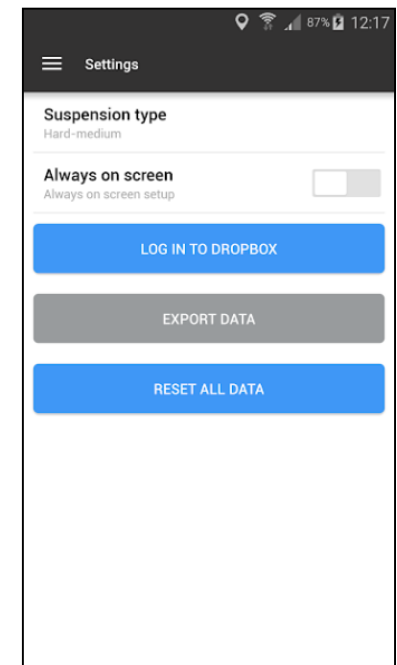 87% 12:17
Settings
Suspension type
Hard-medium
Always on screen
Always on screen setup
LOG IN TO DROPBOX
EXPORT DATA
RESET ALL DATA